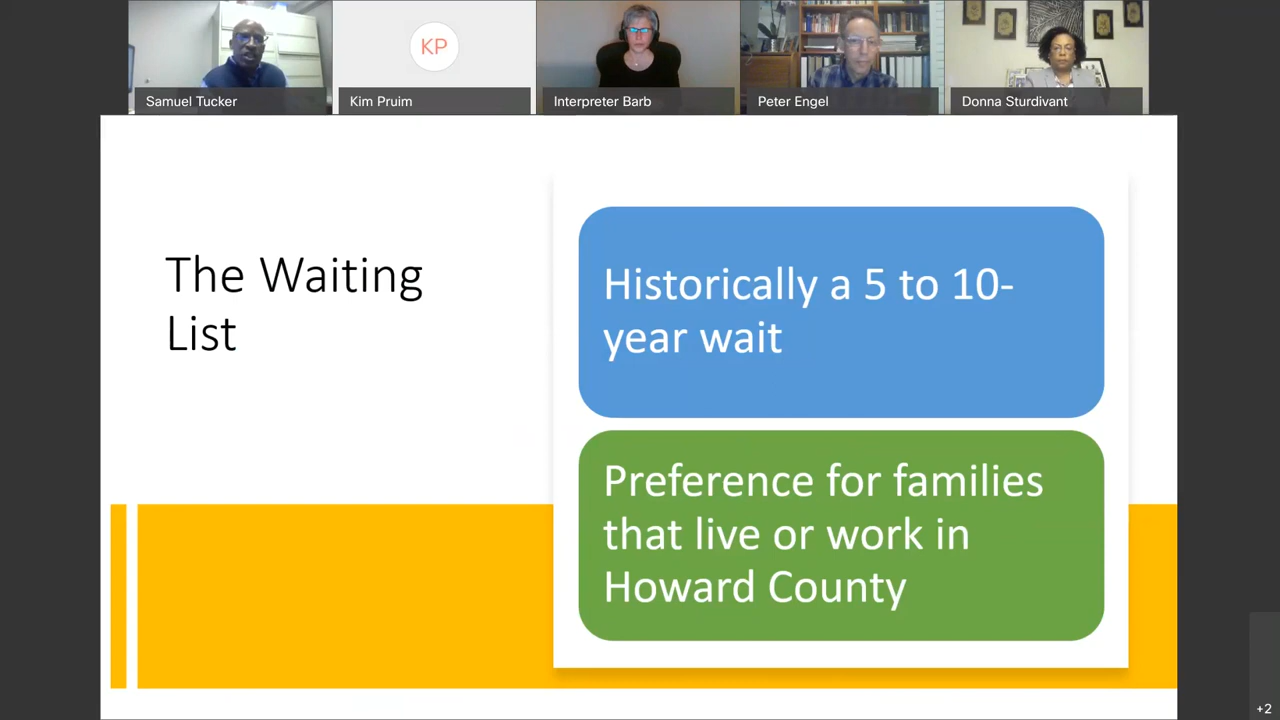 KP
Samuel Tucker
Kim Pruim
Interpreter Barb
Peter Engel
Donna Sturdivant
The Waiting
List
Historically a 5 to 10-
year wait
Preference for families
that live or work in
Howard County
+2